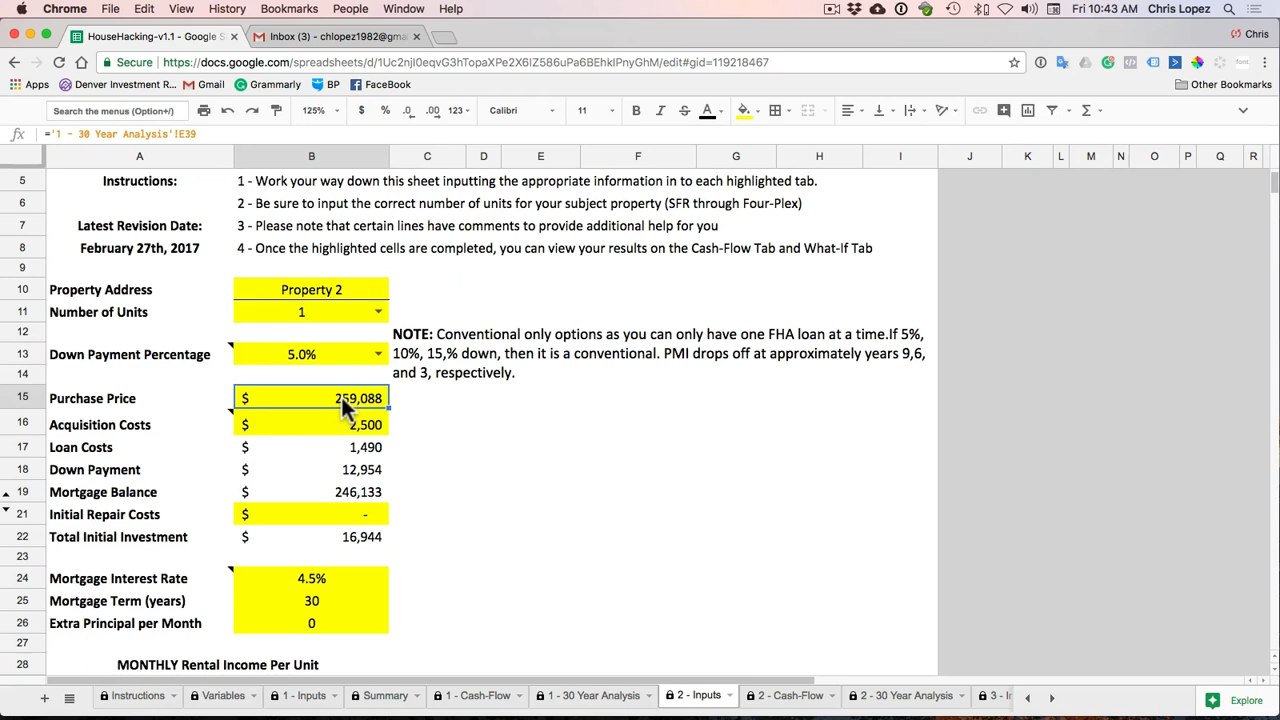 Chrome File Edit View History Bookmarks People Window Help Fri 10:43 AM Chris Lopez
HouseHacking-v1.1 - Google S × Inbox (3) - chlopez1982@gma × Chris
Secure https://docs.google.com/spreadsheets/d/1Uc2njI0eqvG3hTopaXPe2X6IZ586uPa6BEhkIPnyGhM/edit#gid=119218467
Apps Denver Investment R Gmail Grammarly BP FaceBook Other Bookmarks
Search the menus (Option+/) 125% $ % .0 .00 123 Calibri 11 B I S A
fx ='1 - 30 Year Analysis'!E39
A B C D E F G H I J K L M N O P Q R
5 Instructions: 1 - Work your way down this sheet inputting the appropriate information in to each highlighted tab.
6 2 - Be sure to input the correct number of units for your subject property (SFR through Four-Plex)
7 Latest Revision Date: 3 - Please note that certain lines have comments to provide additional help for you
8 February 27th, 2017 4 - Once the highlighted cells are completed, you can view your results on the Cash-Flow Tab and What-If Tab
9
10 Property Address Property 2
11 Number of Units 1
12 NOTE: Conventional only options as you can only have one FHA loan at a time.If 5%,
13 Down Payment Percentage 5.0% 10%, 15,% down, then it is a conventional. PMI drops off at approximately years 9,6,
14 and 3, respectively.
15 Purchase Price $ 259,088
16 Acquisition Costs $ 2,500
17 Loan Costs $ 1,490
18 Down Payment $ 12,954
19 Mortgage Balance $ 246,133
21 Initial Repair Costs $ -
22 Total Initial Investment $ 16,944
23
24 Mortgage Interest Rate 4.5%
25 Mortgage Term (years) 30
26 Extra Principal per Month 0
27
28 MONTHLY Rental Income Per Unit
+ Instructions Variables 1 - Inputs Summary 1 - Cash-Flow 1 - 30 Year Analysis 2 - Inputs 2 - Cash-Flow 2 - 30 Year Analysis 3 - I Explore